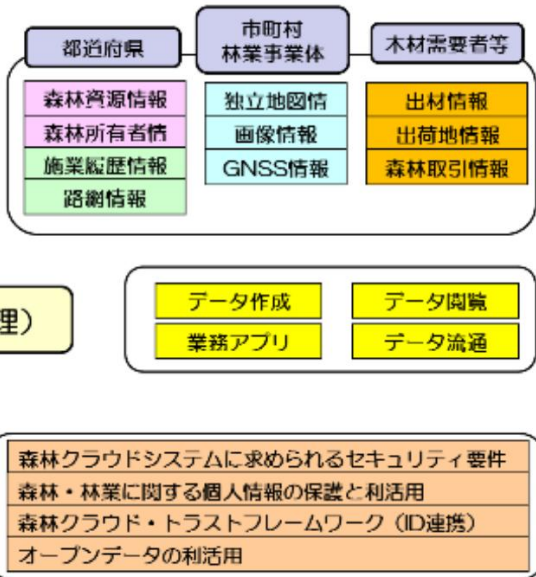 都道府県
市町村
林業事業体
木材需要者等
森林資源情報
森林所有者情
施業履歴情報
路網情報
独立地図情
画像情報
GNSS情報
出材情報
出荷地情報
森林取引情報
理）
データ作成
データ閲覧
業務アプリ
データ流通
森林クラウドシステムに求められるセキュリティ要件
森林・林業に関する個人情報の保護と利活用
森林クラウド・トラストフレームワーク（ID連携）
オープンデータの利活用